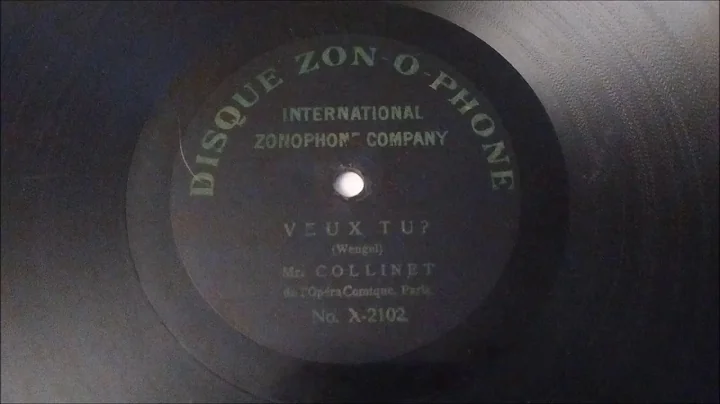 DISQUE ZON-O-PHONE
INTERNATIONAL
ZONOPHONE COMPANY
VEUX TU?
(Wengel)
Mr. COLLINET
de l'Opéra Comique, Paris.
No. X-2102